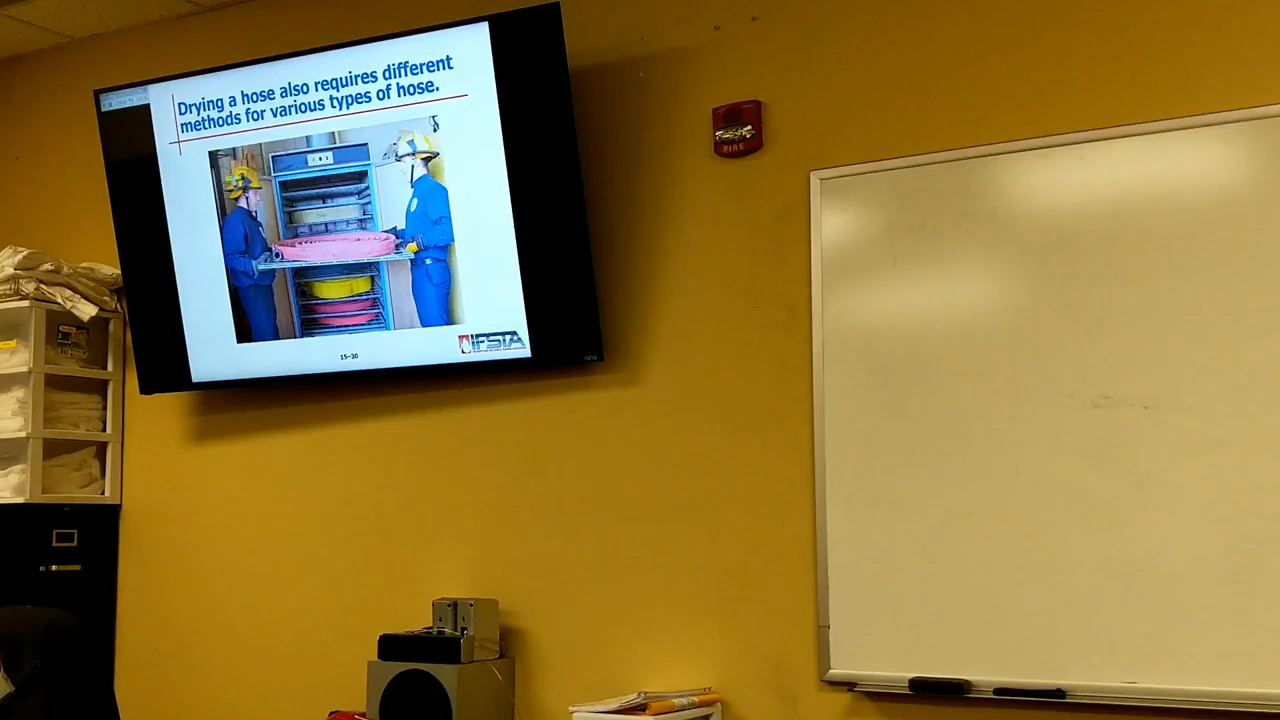 Drying a hose also requires different
methods for various types of hose.
IFSTA
15–30
FIRE